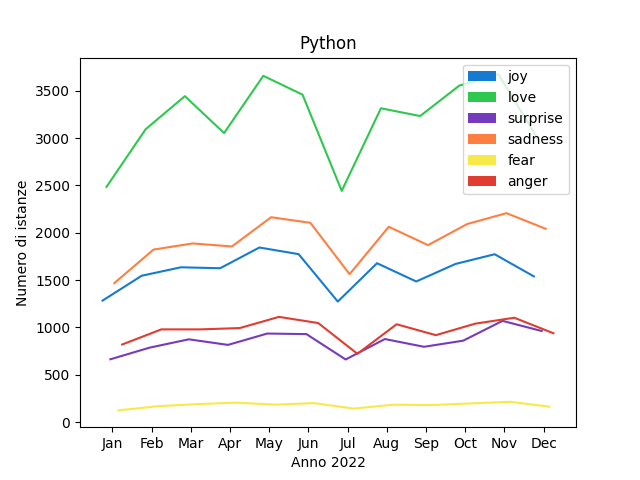 Python
joy
love
surprise
sadness
fear
anger
Numero di istanze
3500
3000
2500
2000
1500
1000
500
0
Jan Feb Mar Apr May Jun Jul Aug Sep Oct Nov Dec
Anno 2022